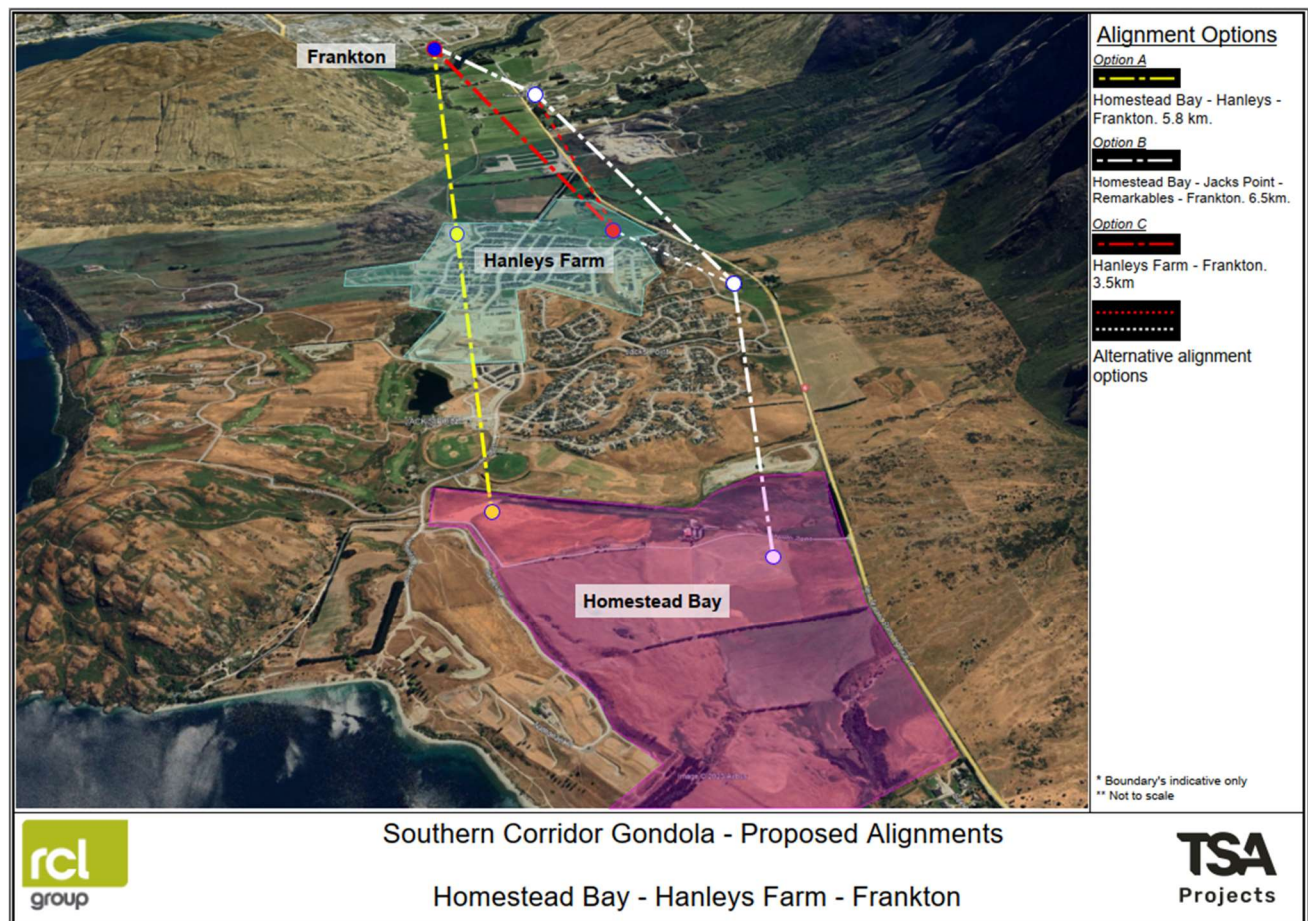 Frankton
Hanleys Farm
Homestead Bay
Alignment Options
Option A
Homestead Bay - Hanleys -
Frankton. 5.8 km.
Option B
Homestead Bay - Jacks Point -
Remarkables - Frankton. 6.5km.
Option C
Hanleys Farm - Frankton.
3.5km
Alternative alignment
options
* Boundary's indicative only
** Not to scale
rcl
group
Southern Corridor Gondola - Proposed Alignments
Homestead Bay - Hanleys Farm - Frankton
TSA
Projects